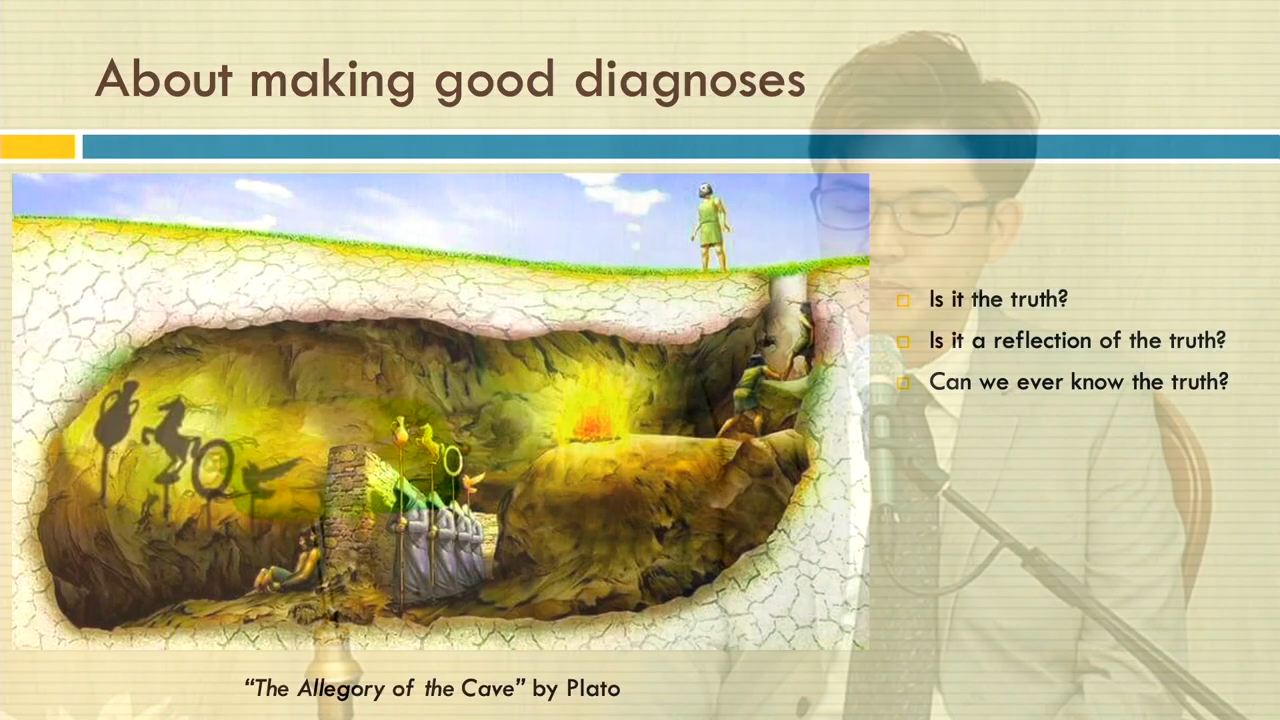 About making good diagnoses
Is it the truth?
Is it a reflection of the truth?
Can we ever know the truth?
“The Allegory of the Cave” by Plato